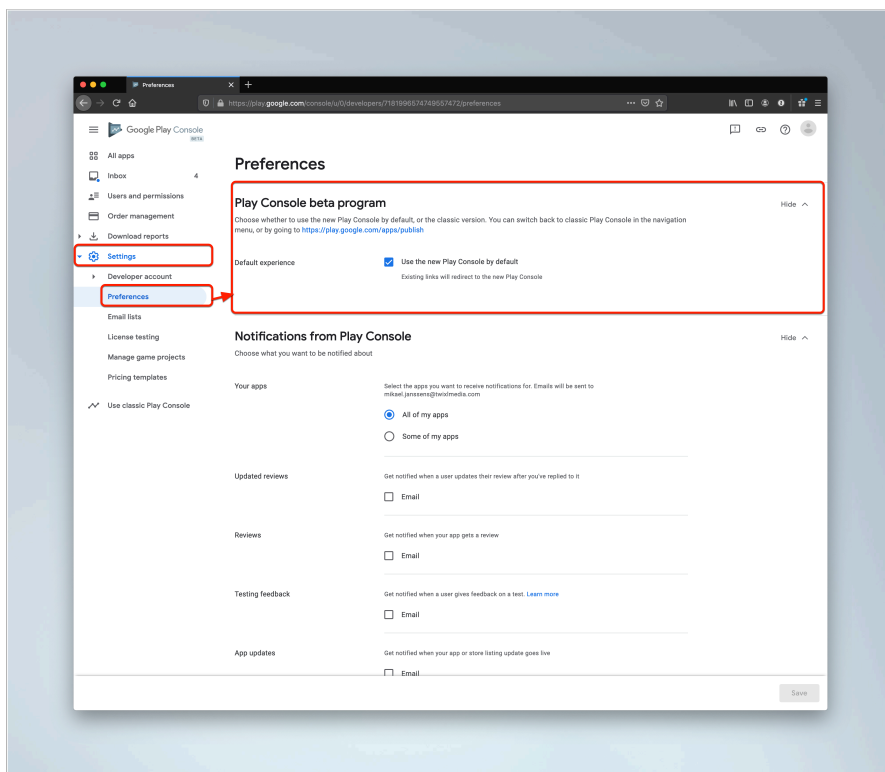 Preferences
https://play.google.com/console/u/0/developers/7181996574749557472/preferences
Google Play Console
BETA
All apps
Inbox 4
Users and permissions
Order management
Download reports
Settings
Developer account
Preferences
Email lists
License testing
Manage game projects
Pricing templates
Use classic Play Console
Preferences
Play Console beta program
Hide
Choose whether to use the new Play Console by default, or the classic version. You can switch back to classic Play Console in the navigation
menu, or by going to https://play.google.com/apps/publish
Default experience
Use the new Play Console by default
Existing links will redirect to the new Play Console
Notifications from Play Console
Hide
Choose what you want to be notified about
Your apps
Select the apps you want to receive notifications for. Emails will be sent to
mikael.janssens@twixlmedia.com
All of my apps
Some of my apps
Updated reviews
Get notified when a user updates their review after you've replied to it
Email
Reviews
Get notified when your app gets a review
Email
Testing feedback
Get notified when a user gives feedback on a test. Learn more
Email
App updates
Get notified when your app or store listing update goes live
Email
Save